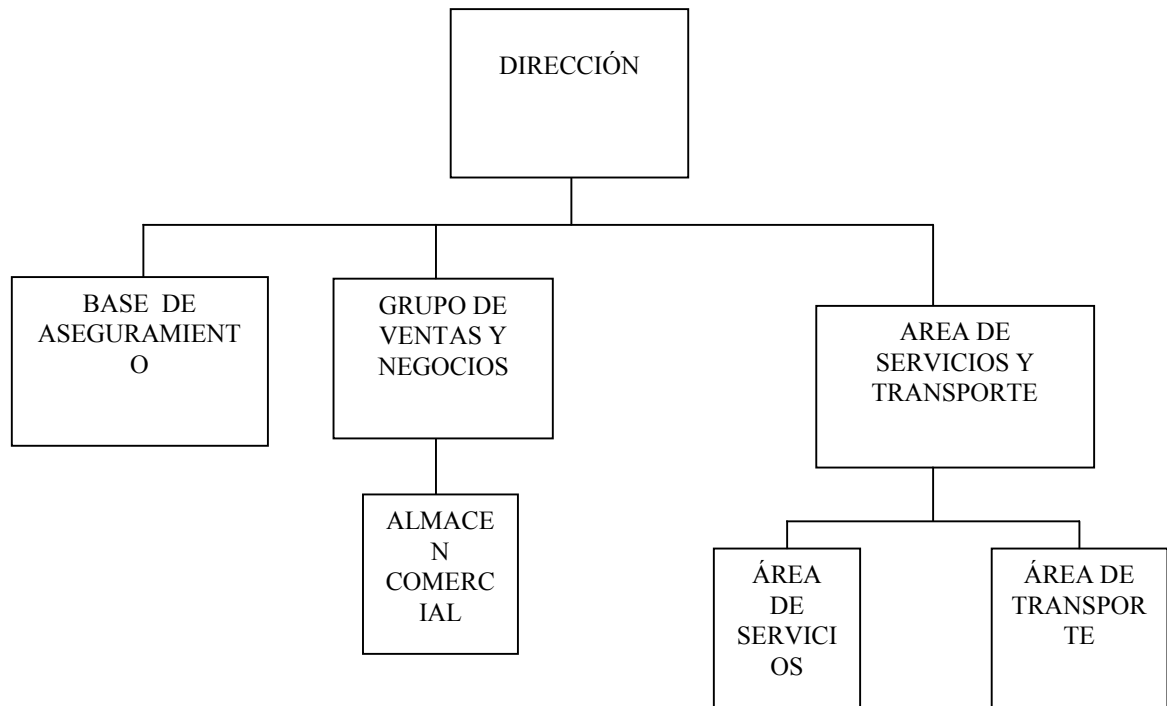 DIRECCIÓN
BASE DE
ASEGURAMIENT
O
GRUPO DE
VENTAS Y
NEGOCIOS
AREA DE
SERVICIOS Y
TRANSPORTE
ALMACE
N
COMERC
IAL
ÁREA
DE
SERVICI
OS
ÁREA DE
TRANSPOR
TE